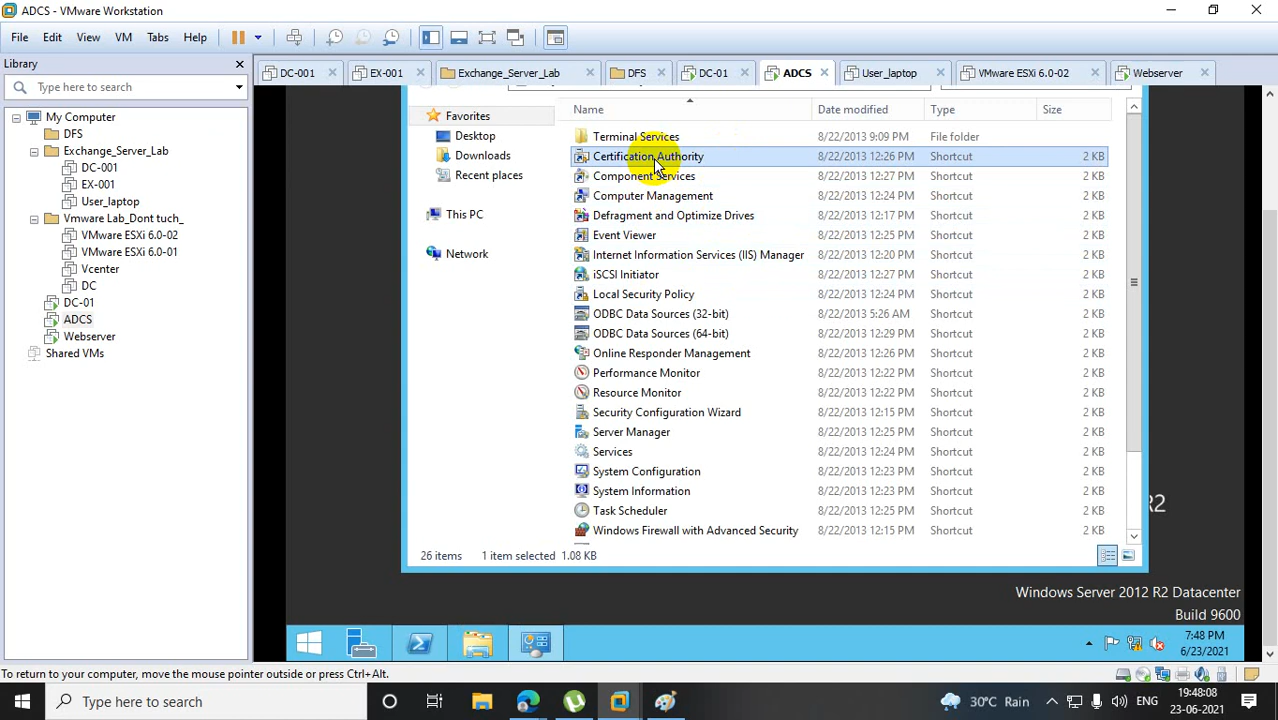 ADCS - VMware Workstation
File Edit View VM Tabs Help
Library
Type here to search
My Computer
DFS
Exchange_Server_Lab
DC-001
EX-001
User_laptop
Vmware Lab_Dont tuch_
VMware ESXi 6.0-02
VMware ESXi 6.0-01
Vcenter
DC
DC-01
ADCS
Webserver
Shared VMs
DC-001 EX-001 Exchange_Server_Lab DFS DC-01 ADCS User_laptop VMware ESXi 6.0-02 Webserver
Favorites
Desktop
Downloads
Recent places
This PC
Network
Name Date modified Type Size
Terminal Services 8/22/2013 9:09 PM File folder
Certification Authority 8/22/2013 12:26 PM Shortcut 2 KB
Component Services 8/22/2013 12:27 PM Shortcut 2 KB
Computer Management 8/22/2013 12:24 PM Shortcut 2 KB
Defragment and Optimize Drives 8/22/2013 12:17 PM Shortcut 2 KB
Event Viewer 8/22/2013 12:25 PM Shortcut 2 KB
Internet Information Services (IIS) Manager 8/22/2013 12:20 PM Shortcut 2 KB
iSCSI Initiator 8/22/2013 12:27 PM Shortcut 2 KB
Local Security Policy 8/22/2013 12:24 PM Shortcut 2 KB
ODBC Data Sources (32-bit) 8/22/2013 5:26 AM Shortcut 2 KB
ODBC Data Sources (64-bit) 8/22/2013 12:29 PM Shortcut 2 KB
Online Responder Management 8/22/2013 12:26 PM Shortcut 2 KB
Performance Monitor 8/22/2013 12:22 PM Shortcut 2 KB
Resource Monitor 8/22/2013 12:22 PM Shortcut 2 KB
Security Configuration Wizard 8/22/2013 12:15 PM Shortcut 2 KB
Server Manager 8/22/2013 12:25 PM Shortcut 2 KB
Services 8/22/2013 12:24 PM Shortcut 2 KB
System Configuration 8/22/2013 12:23 PM Shortcut 2 KB
System Information 8/22/2013 12:23 PM Shortcut 2 KB
Task Scheduler 8/22/2013 12:25 PM Shortcut 2 KB
Windows Firewall with Advanced Security 8/22/2013 12:15 PM Shortcut 2 KB
26 items 1 item selected 1.08 KB
R2
Windows Server 2012 R2 Datacenter
Build 9600
7:48 PM
6/23/2021
To return to your computer, move the mouse pointer outside or press Ctrl+Alt.
Type here to search
30°C Rain
ENG
19:48:08
23-06-2021